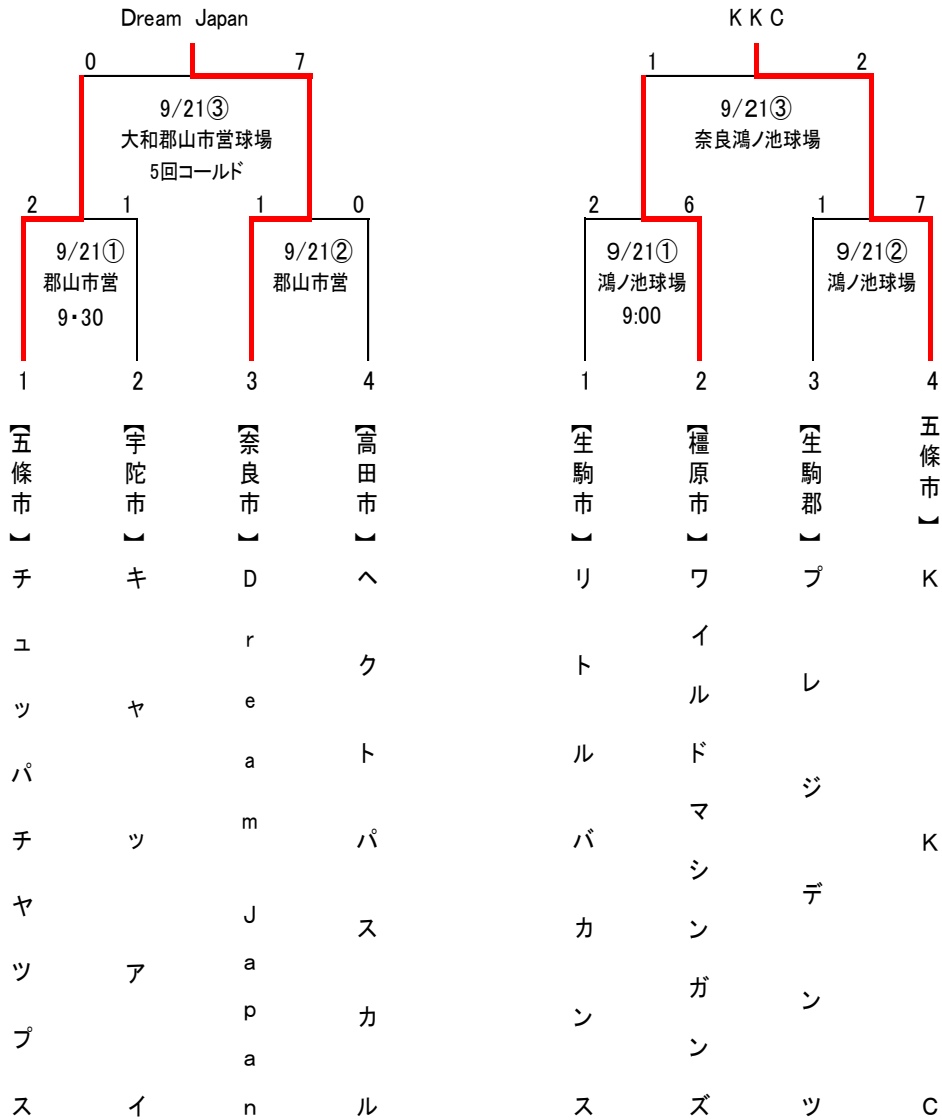 Dream Japan
K K C
0 7
1 2
9/21③
大和郡山市営球場
5回コールド
9/21③
奈良鴻ノ池球場
2 1
1 0
2 6
1 7
9/21①
郡山市営
9・30
9/21②
郡山市営
9/21①
鴻ノ池球場
9:00
9/21②
鴻ノ池球場
1 2 3 4
1 2 3 4
【五條市】チュッパチヤツプス
【宇陀市】キャッアイ
【奈良市】Dream Japan
【高田市】ヘクトパスカル
【生駒市】リトルバカンス
【橿原市】ワイルドマシンガンズ
【生駒郡】プレジデンツ
五條市】KKC